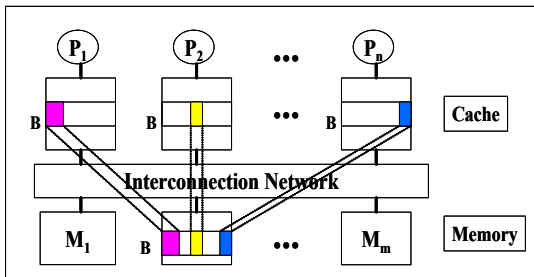 P1 P2 ••• Pn
B B ••• B Cache
Interconnection Network
M1 B ••• Mm Memory